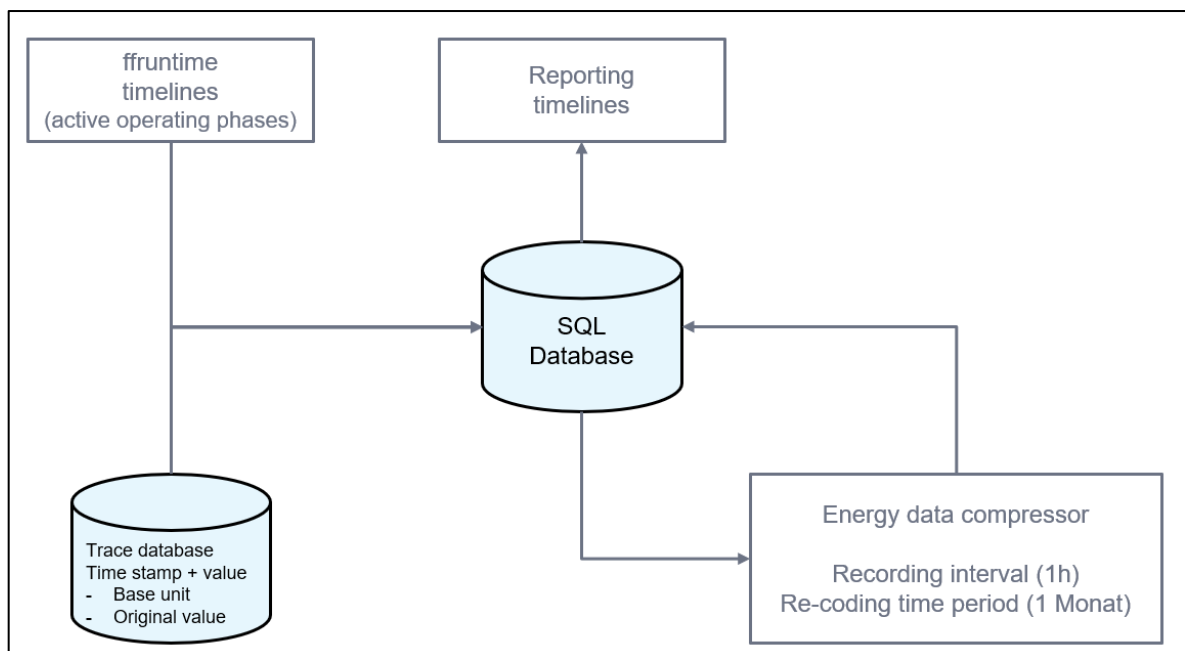 ffruntime
timelines
(active operating phases)
Reporting
timelines
SQL
Database
Trace database
Time stamp + value
- Base unit
- Original value
Energy data compressor
Recording interval (1h)
Re-coding time period (1 Monat)